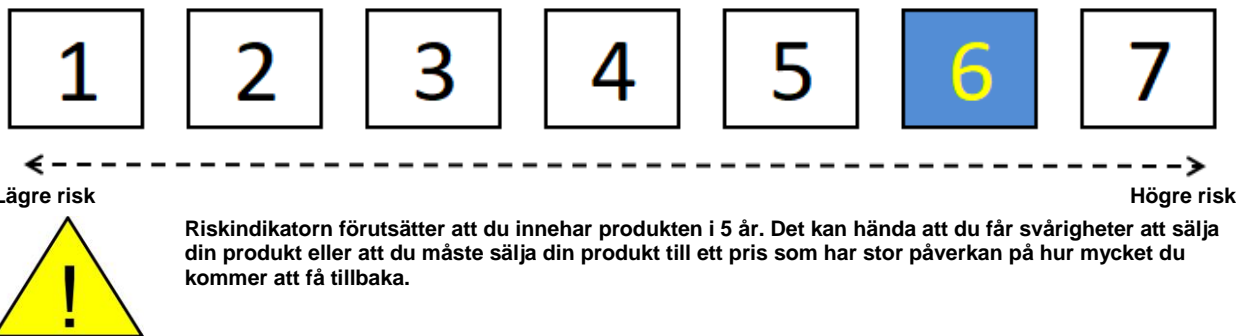 1 2 3 4 5 6 7
Lägre risk Högre risk
Riskindikatorn förutsätter att du innehar produkten i 5 år. Det kan hända att du får svårigheter att sälja
din produkt eller att du måste sälja din produkt till ett pris som har stor påverkan på hur mycket du
kommer att få tillbaka.
!